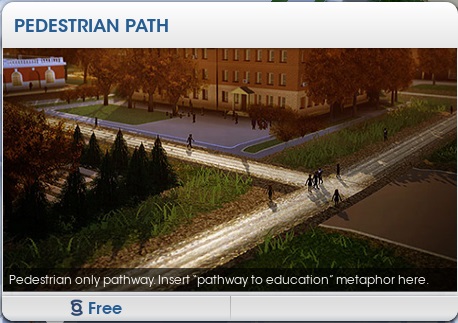 PEDESTRIAN PATH
Pedestrian only pathway. Insert "pathway to education" metaphor here.
Free